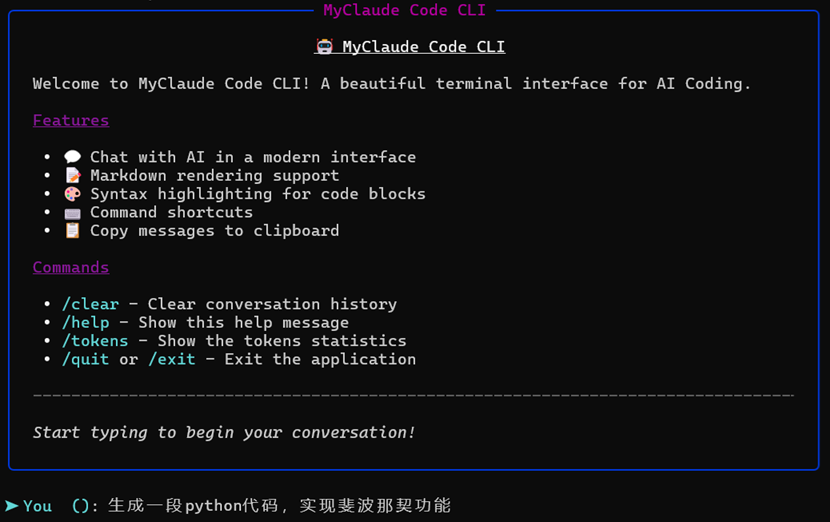 MyClaude Code CLI
🤖 MyClaude Code CLI
Welcome to MyClaude Code CLI! A beautiful terminal interface for AI Coding.
Features
• 💬 Chat with AI in a modern interface
• 📝 Markdown rendering support
• 🎨 Syntax highlighting for code blocks
• ⌨️ Command shortcuts
• 📋 Copy messages to clipboard
Commands
• /clear - Clear conversation history
• /help - Show this help message
• /tokens - Show the tokens statistics
• /quit or /exit - Exit the application
Start typing to begin your conversation!
➤ You (): 生成一段python代码，实现斐波那契功能